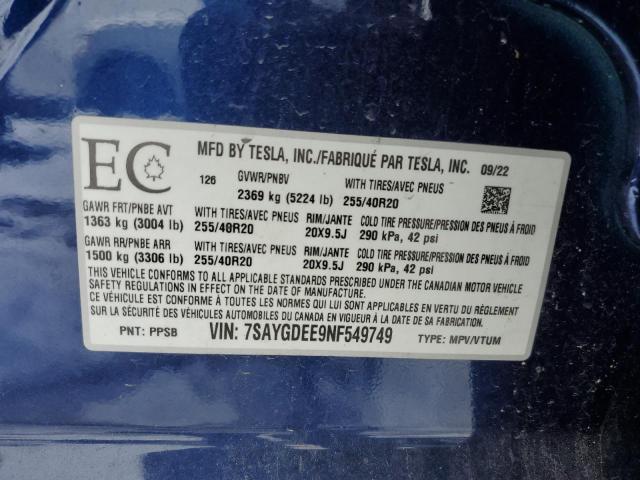 EC
MFD BY TESLA, INC./FABRIQUÉ PAR TESLA, INC. 09/22
126 GVWR/PNBV WITH TIRES/AVEC PNEUS
2369 kg (5224 lb) 255/40R20
GAWR FRT/PNBE AVT WITH TIRES/AVEC PNEUS RIM/JANTE COLD TIRE PRESSURE/PRESSION DES PNEUS À FROID
1363 kg (3004 lb) 255/40R20 20X9.5J 290 kPa, 42 psi
GAWR RR/PNBE ARR WITH TIRES/AVEC PNEUS RIM/JANTE COLD TIRE PRESSURE/PRESSION DES PNEUS À FROID
1500 kg (3306 lb) 255/40R20 20X9.5J 290 kPa, 42 psi
THIS VEHICLE CONFORMS TO ALL APPLICABLE STANDARDS PRESCRIBED UNDER THE CANADIAN MOTOR VEHICLE
SAFETY REGULATIONS IN EFFECT ON THE DATE OF MANUFACTURE
CE VÉHICULE EST CONFORME À TOUTES LES NORMES QUI LUI SONT APPLICABLES EN VERTU DU RÈGLEMENT
SUR LA SÉCURITÉ DES VÉHICULES AUTOMOBILES DU CANADA EN VIGUEUR À LA DATE DE SA FABRICATION
PNT: PPSB VIN: 7SAYGDEE9NF549749 TYPE: MPV/VTUM